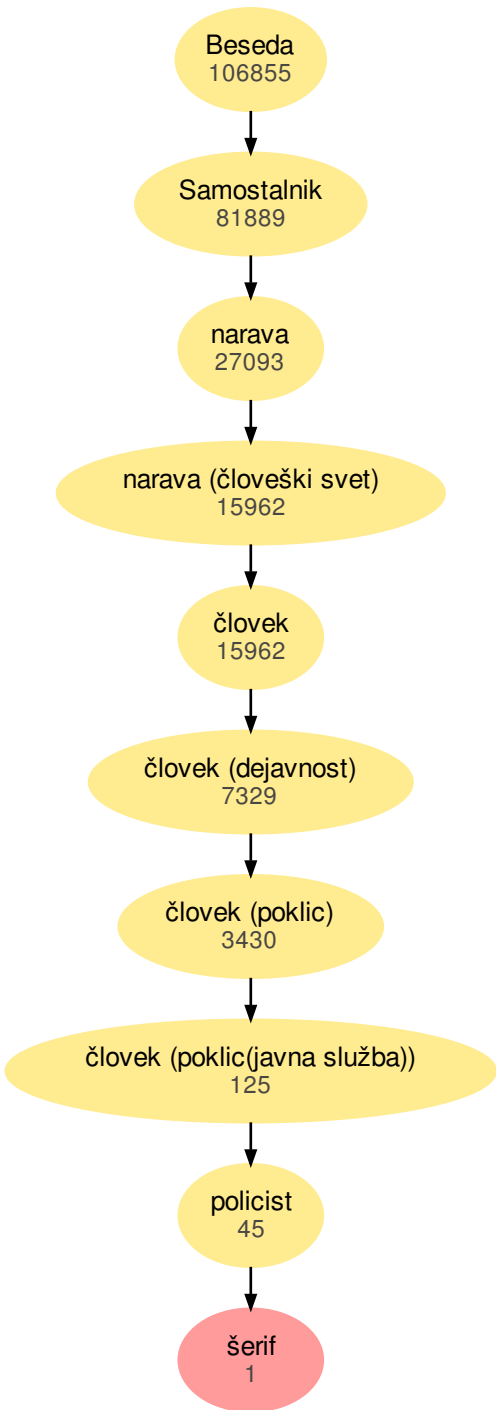 Beseda
106855
Samostalnik
81889
narava
27093
narava (človeški svet)
15962
človek
15962
človek (dejavnost)
7329
človek (poklic)
3430
človek (poklic(javna služba))
125
policist
45
šerif
1